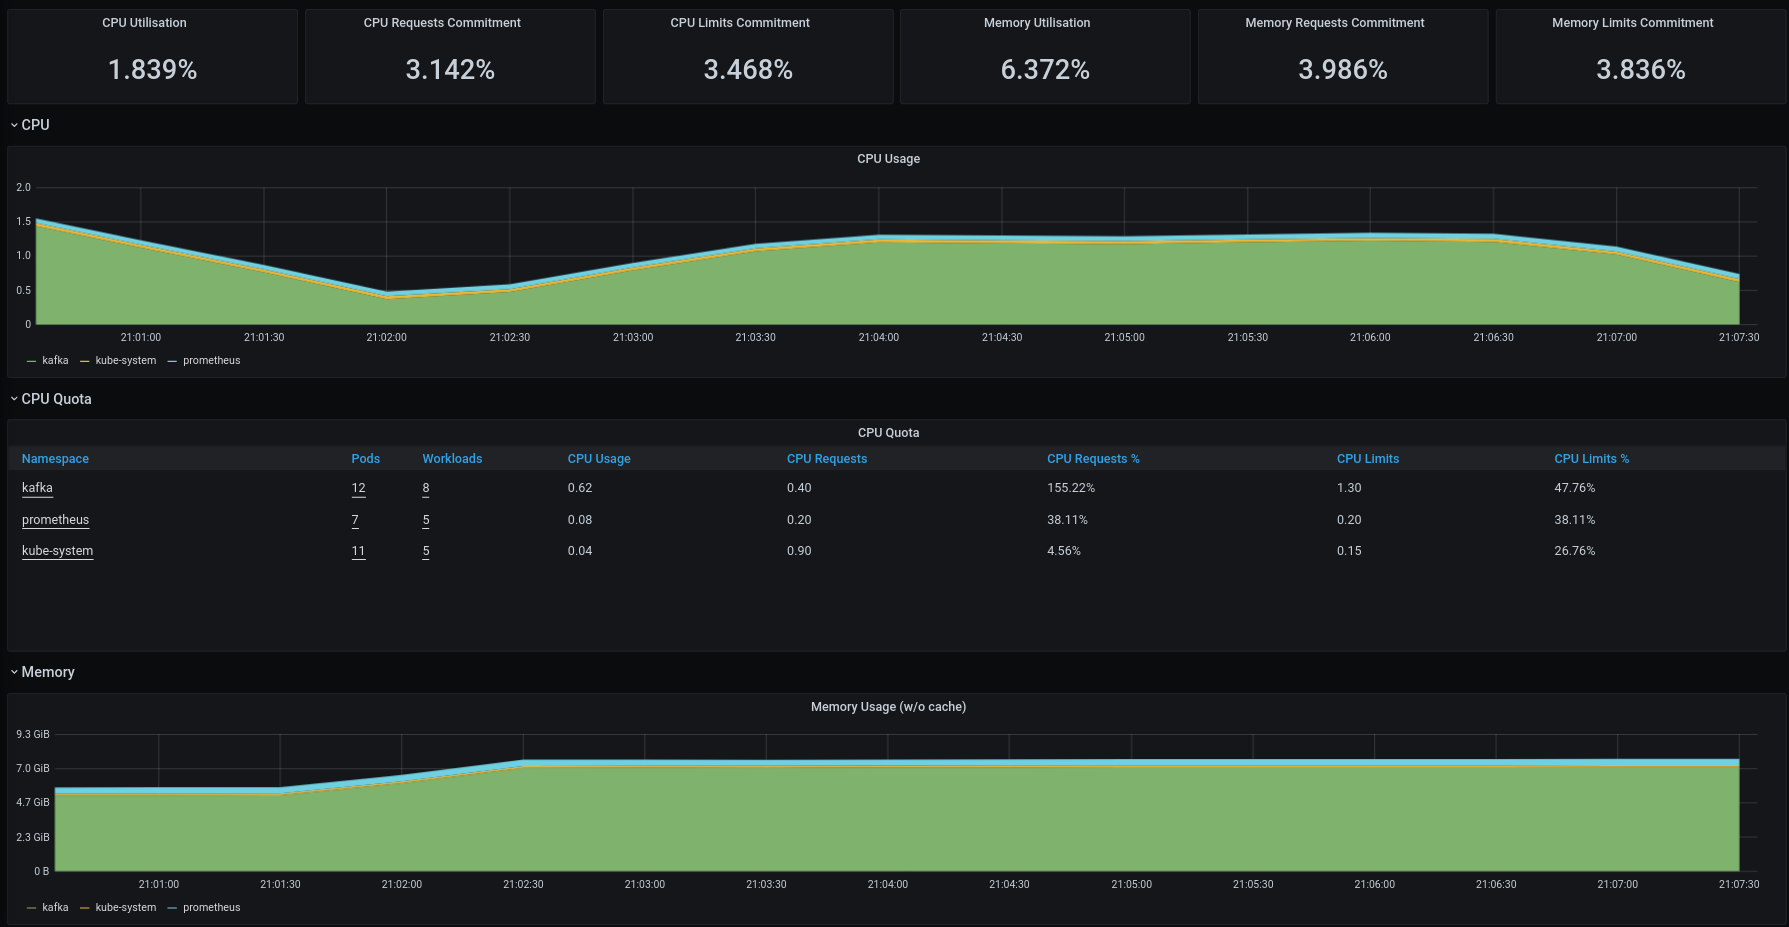 CPU Utilisation CPU Requests Commitment CPU Limits Commitment Memory Utilisation Memory Requests Commitment Memory Limits Commitment
1.839% 3.142% 3.468% 6.372% 3.986% 3.836%
CPU
CPU Usage
2.0
1.5
1.0
0.5
0
21:01:00 21:01:30 21:02:00 21:02:30 21:03:00 21:03:30 21:04:00 21:04:30 21:05:00 21:05:30 21:06:00 21:06:30 21:07:00 21:07:30
kafka kube-system prometheus
CPU Quota
CPU Quota
Namespace Pods Workloads CPU Usage CPU Requests CPU Requests % CPU Limits CPU Limits %
kafka 12 8 0.62 0.40 155.22% 1.30 47.76%
prometheus 7 5 0.08 0.20 38.11% 0.20 38.11%
kube-system 11 5 0.04 0.90 4.56% 0.15 26.76%
Memory
Memory Usage (w/o cache)
9.3 GiB
7.0 GiB
4.7 GiB
2.3 GiB
0 B
21:01:00 21:01:30 21:02:00 21:02:30 21:03:00 21:03:30 21:04:00 21:04:30 21:05:00 21:05:30 21:06:00 21:06:30 21:07:00 21:07:30
kafka kube-system prometheus